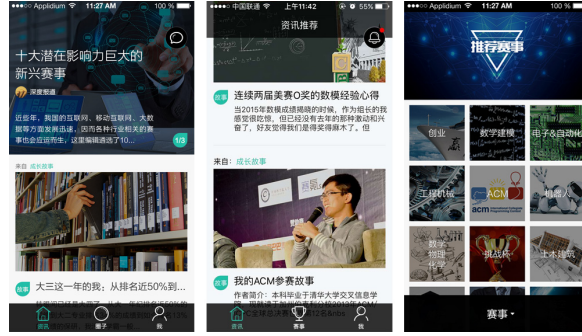 Applidium
11:27 AM
100 %
十大潜在影响力巨大的
新兴赛事
深度报道
近些年，我国的互联网、移动互联网、大数
据等方面发展迅速，因而各种行业相关的赛
事也会应运而生，这里编辑遴选了10...
1/3
来自 成长故事
故事
大三这一年的我：从排名近50%到...
资讯
圈子
我
中国联通
上午11:42
55%
资讯推荐
故事
连续两届美赛O奖的数模经验心得
当2015年数模成绩揭晓的时候，作为组长的我
感觉很吃惊，但已经没有去年的那种激动和兴
奋了，好友觉得我们是得奖得麻木了。但
来自：成长故事
故事
我的ACM参赛故事
作者简介：本科毕业于清华大学交叉信息学
资讯
赛事
我
Applidium
11:27 AM
100 %
推荐赛事
创业
数学建模
电子&自动化
工程机械
ACM
acm
机器人
数学
物理
化学
挑战杯
土木建筑
赛事